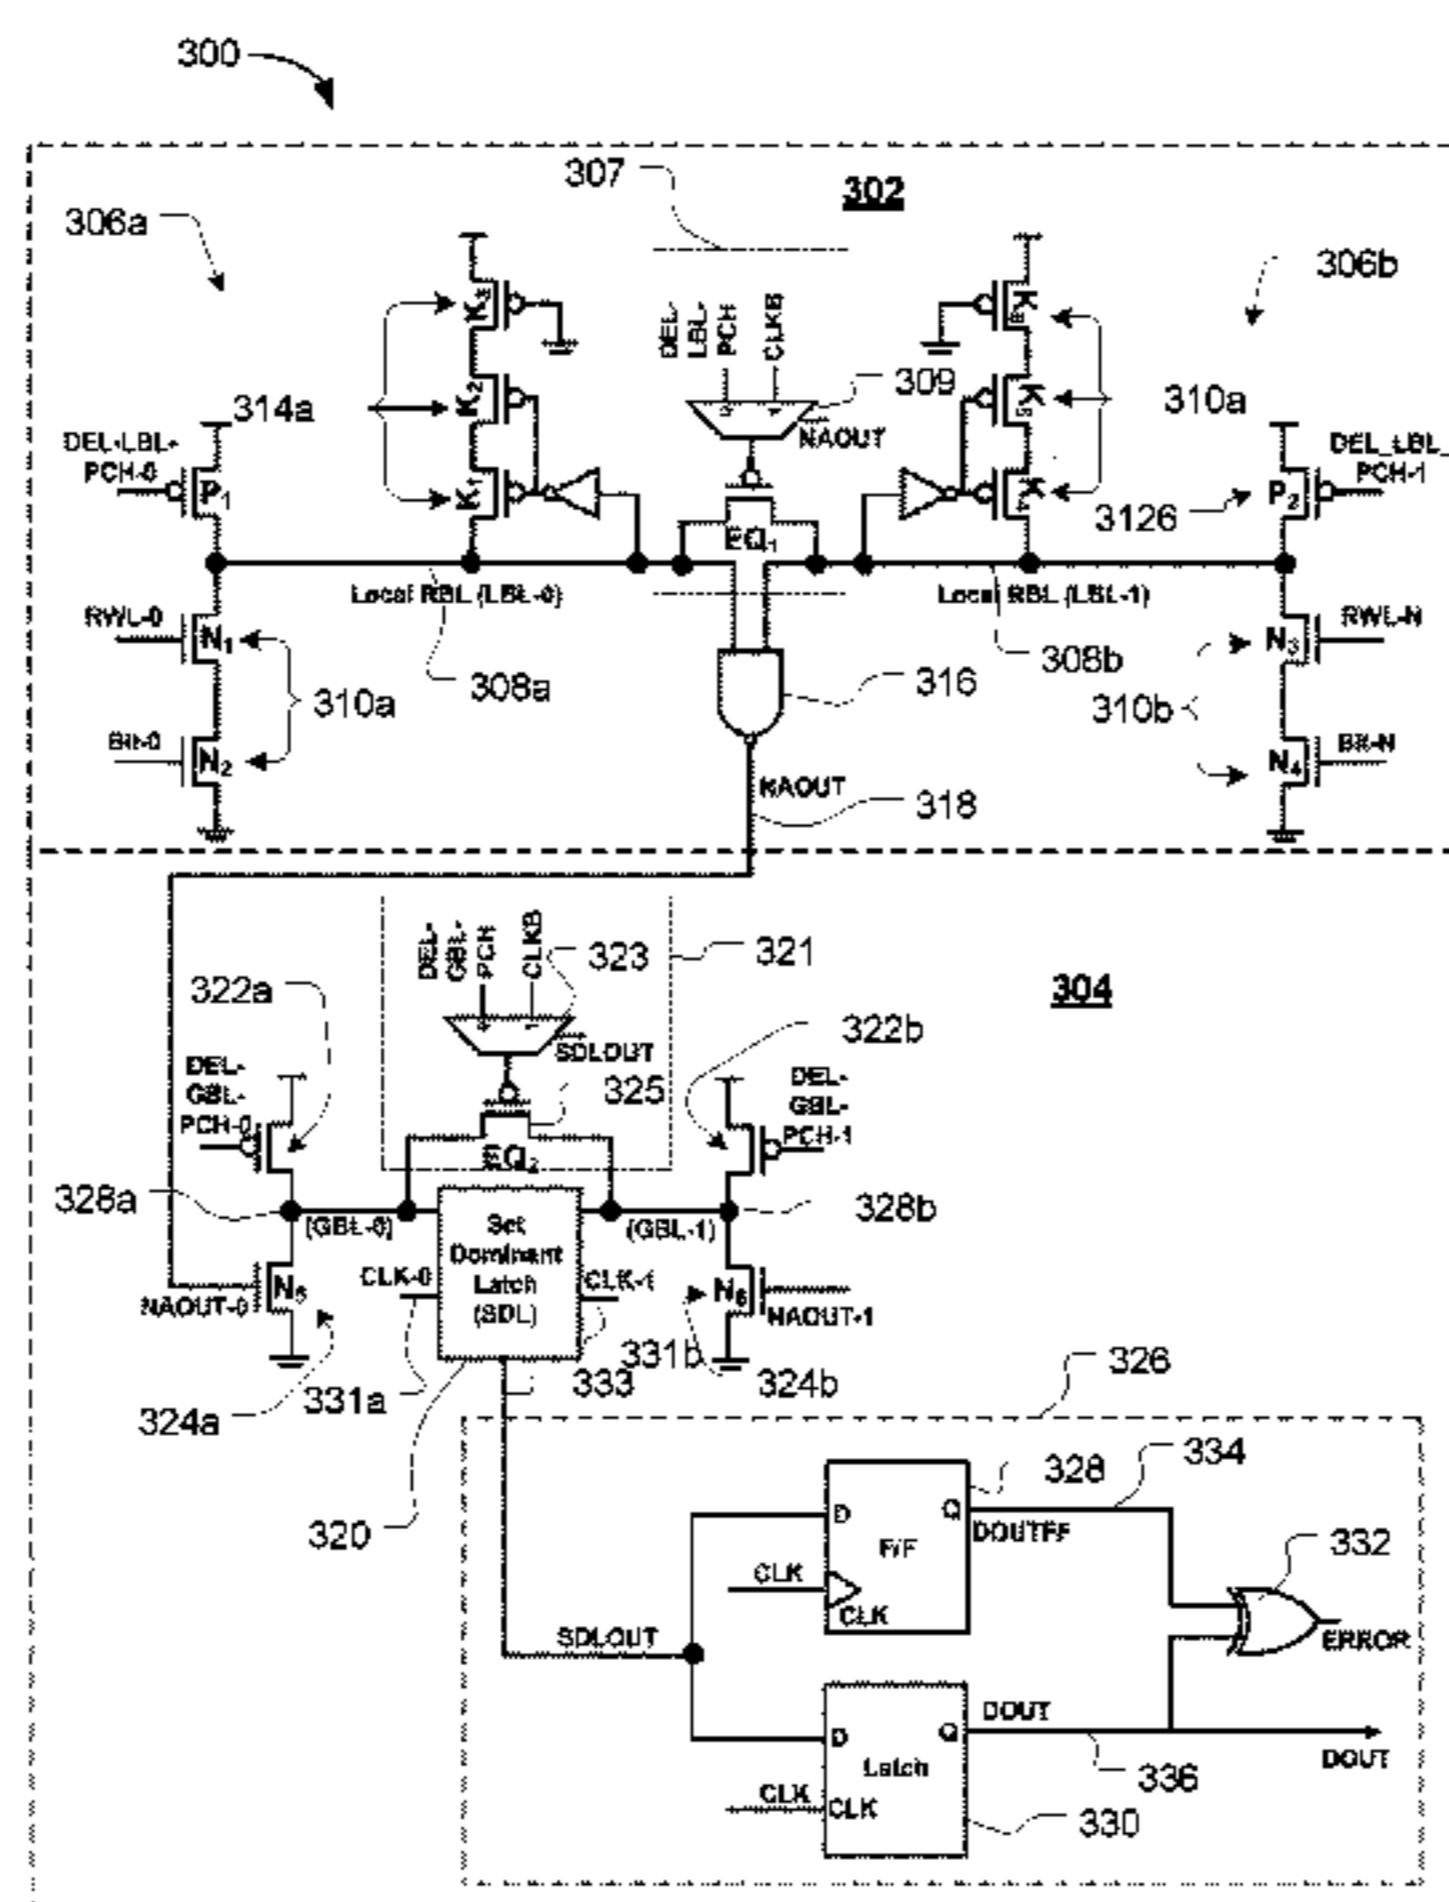 300
307
302
306a
306b
DEL-
LBL-
PCH
CLKB
K3
K2
K1
314a
309
NAOUT
310a
DEL-LBL-
PCH-0
P1
DEL_LBL_
PCH-1
P2
3126
EQ1
Local RBL (LBL-0)
Local RBL (LBL-1)
RWL-0
N1
RWL-N
N3
308a
308b
316
310a
310b
N2
N4
NAOUT
318
DEL-
GBL-
PCH
CLKB
323
321
304
322a
322b
SDLOUT
325
DEL-
GBL-
PCH-0
DEL-
GBL-
PCH-1
EQ2
328a
(GBL-0)
(GBL-1)
328b
Set
Dominant
Latch
(SDL)
CLK-0
CLK-1
N5
N6
NAOUT-0
NAOUT-1
331a
333
331b
324b
324a
320
326
334
328
D
Q
F/F
DOUTFF
332
CLK
CLK
SDLOUT
ERROR
D
Q
Latch
DOUT
DOUT
336
CLK
CLK
330